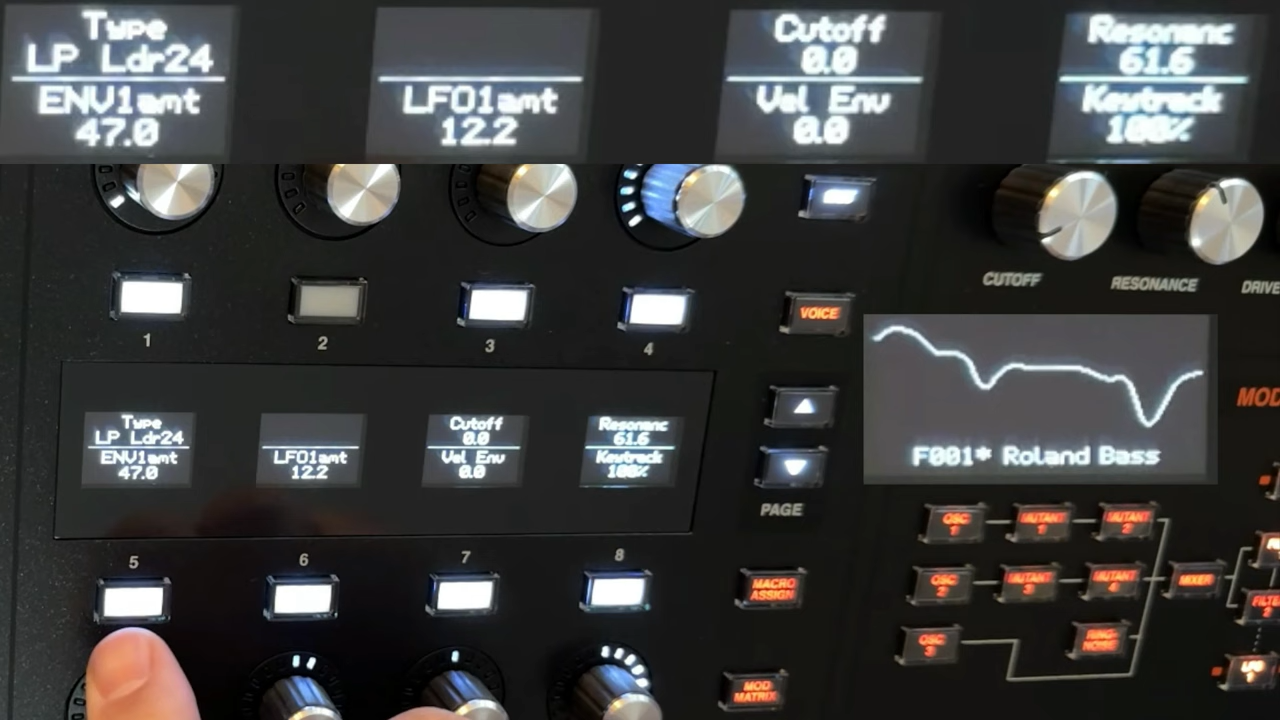 Type
LP Ldr24
ENV1amt
47.0
LFO1amt
12.2
Cutoff
0.0
Vel Env
0.0
Resonanc
61.6
Keytrack
100%
CUTOFF
RESONANCE
DRIVE
1
2
3
4
VOICE
Type
LP Ldr24
ENV1amt
47.0
LFO1amt
12.2
Cutoff
0.0
Vel Env
0.0
Resonanc
61.6
Keytrack
100%
PAGE
F001* Roland Bass
5
6
7
8
MACRO
ASSIGN
MOD
MATRIX
OSC
1
MUTANT
1
MUTANT
2
OSC
2
MUTANT
3
MUTANT
4
MIXER
OSC
3
RING-
NOISE
LFO
1